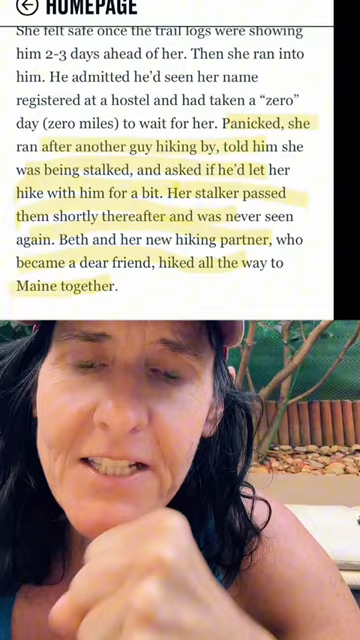 HOMEPAGE
She felt safe once the trail logs were showing
him 2-3 days ahead of her. Then she ran into
him. He admitted he’d seen her name
registered at a hostel and had taken a “zero”
day (zero miles) to wait for her. Panicked, she
ran after another guy hiking by, told him she
was being stalked, and asked if he’d let her
hike with him for a bit. Her stalker passed
them shortly thereafter and was never seen
again. Beth and her new hiking partner, who
became a dear friend, hiked all the way to
Maine together.